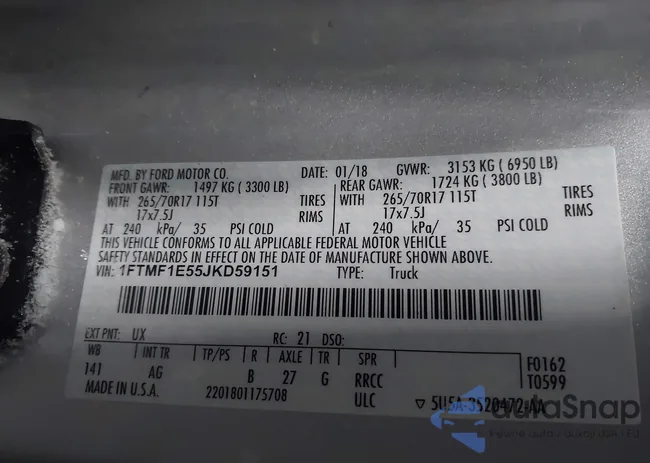 MFD. BY FORD MOTOR CO. DATE: 01/18 GVWR: 3153 KG ( 6950 LB)
FRONT GAWR: 1497 KG ( 3300 LB) REAR GAWR: 1724 KG ( 3800 LB)
WITH 265/70R17 115T TIRES WITH 265/70R17 115T TIRES
17x7.5J RIMS 17x7.5J RIMS
AT 240 kPa/ 35 PSI COLD AT 240 kPa/ 35 PSI COLD
THIS VEHICLE CONFORMS TO ALL APPLICABLE FEDERAL MOTOR VEHICLE
SAFETY STANDARDS IN EFFECT ON THE DATE OF MANUFACTURE SHOWN ABOVE.
VIN: 1FTMF1E55JKD59151 TYPE: Truck
EXT PNT: UX RC: 21 DSO:
WB INT TR TP/PS R AXLE TR SPR F0162
141 AG B 27 G RRCC T0599
MADE IN U.S.A. 2201801175708 ULC ▽ 5U5A-3520472-AA
autoSnap